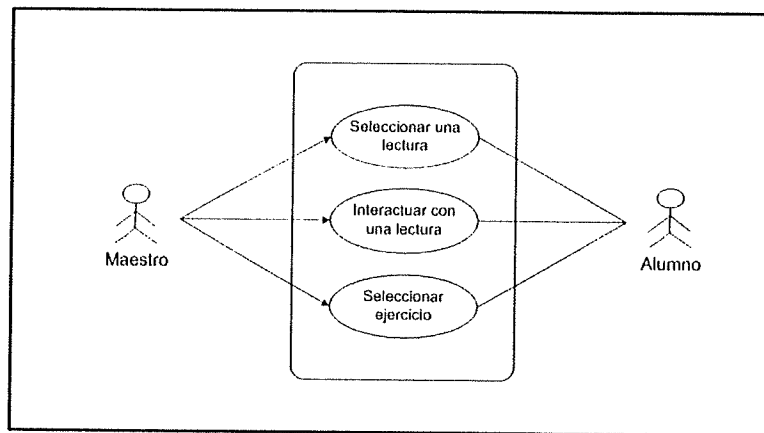 Seleccionar una
lectura
Interactuar con
una lectura
Maestro
Alumno
Seleccionar
ejercicio